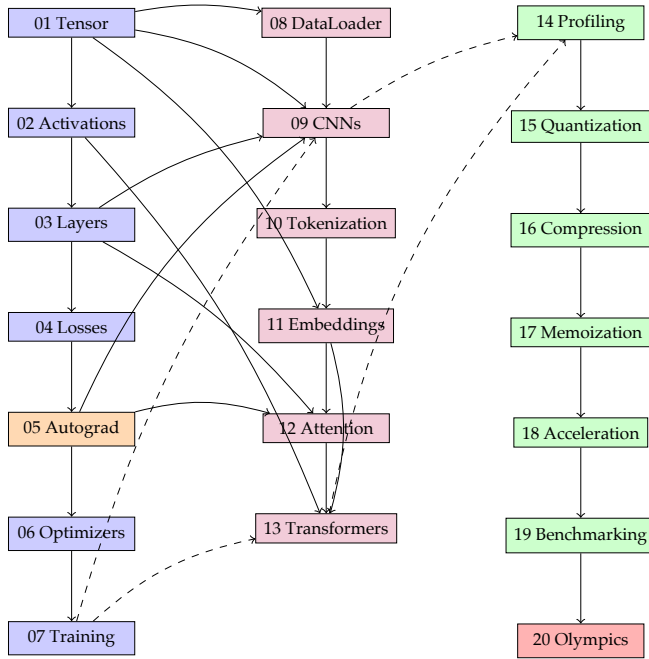 01 Tensor
02 Activations
03 Layers
04 Losses
05 Autograd
06 Optimizers
07 Training
08 DataLoader
09 CNNs
10 Tokenization
11 Embeddings
12 Attention
13 Transformers
14 Profiling
15 Quantization
16 Compression
17 Memoization
18 Acceleration
19 Benchmarking
20 Olympics